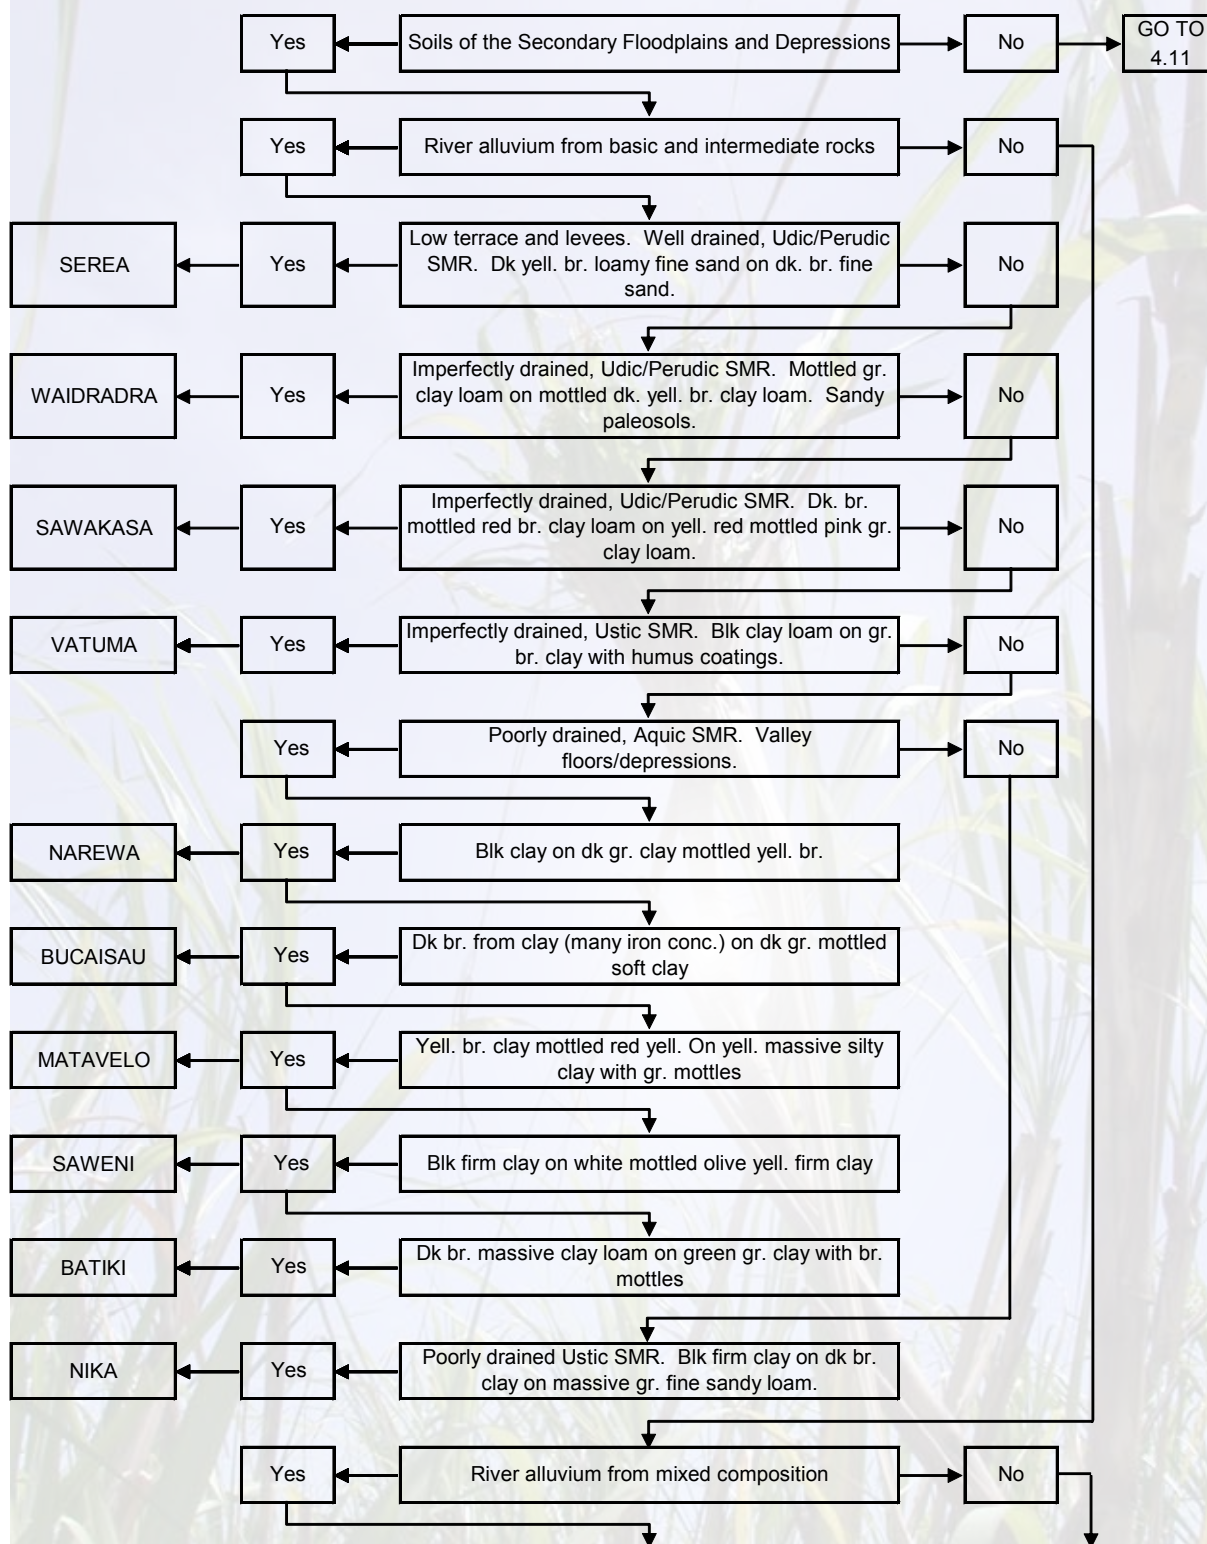 Yes
Soils of the Secondary Floodplains and Depressions
No
GO TO
4.11
Yes
River alluvium from basic and intermediate rocks
No
SEREA
Yes
Low terrace and levees. Well drained, Udic/Perudic
SMR. Dk yell. br. loamy fine sand on dk. br. fine
sand.
No
WAIDRADRA
Yes
Imperfectly drained, Udic/Perudic SMR. Mottled gr.
clay loam on mottled dk. yell. br. clay loam. Sandy
paleosols.
No
SAWAKASA
Yes
Imperfectly drained, Udic/Perudic SMR. Dk. br.
mottled red br. clay loam on yell. red mottled pink gr.
clay loam.
No
VATUMA
Yes
Imperfectly drained, Ustic SMR. Blk clay loam on gr.
br. clay with humus coatings.
No
Yes
Poorly drained, Aquic SMR. Valley
floors/depressions.
No
NAREWA
Yes
Blk clay on dk gr. clay mottled yell. br.
BUCAISAU
Yes
Dk br. from clay (many iron conc.) on dk gr. mottled
soft clay
MATAVELO
Yes
Yell. br. clay mottled red yell. On yell. massive silty
clay with gr. mottles
SAWENI
Yes
Blk firm clay on white mottled olive yell. firm clay
BATIKI
Yes
Dk br. massive clay loam on green gr. clay with br.
mottles
NIKA
Yes
Poorly drained Ustic SMR. Blk firm clay on dk br.
clay on massive gr. fine sandy loam.
Yes
River alluvium from mixed composition
No